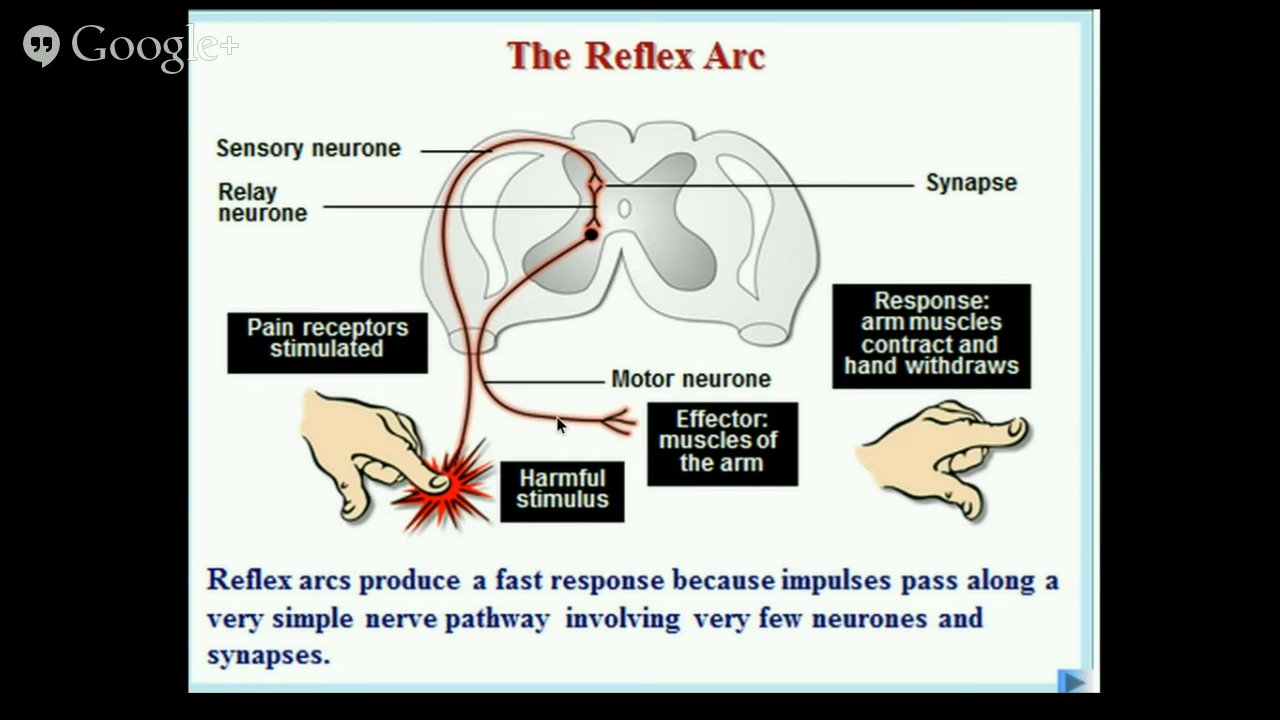 Google+
The Reflex Arc
Sensory neurone
Relay
neurone
Synapse
Pain receptors
stimulated
Response:
arm muscles
contract and
hand withdraws
Motor neurone
Effector:
muscles of
the arm
Harmful
stimulus
Reflex arcs produce a fast response because impulses pass along a
very simple nerve pathway involving very few neurones and
synapses.